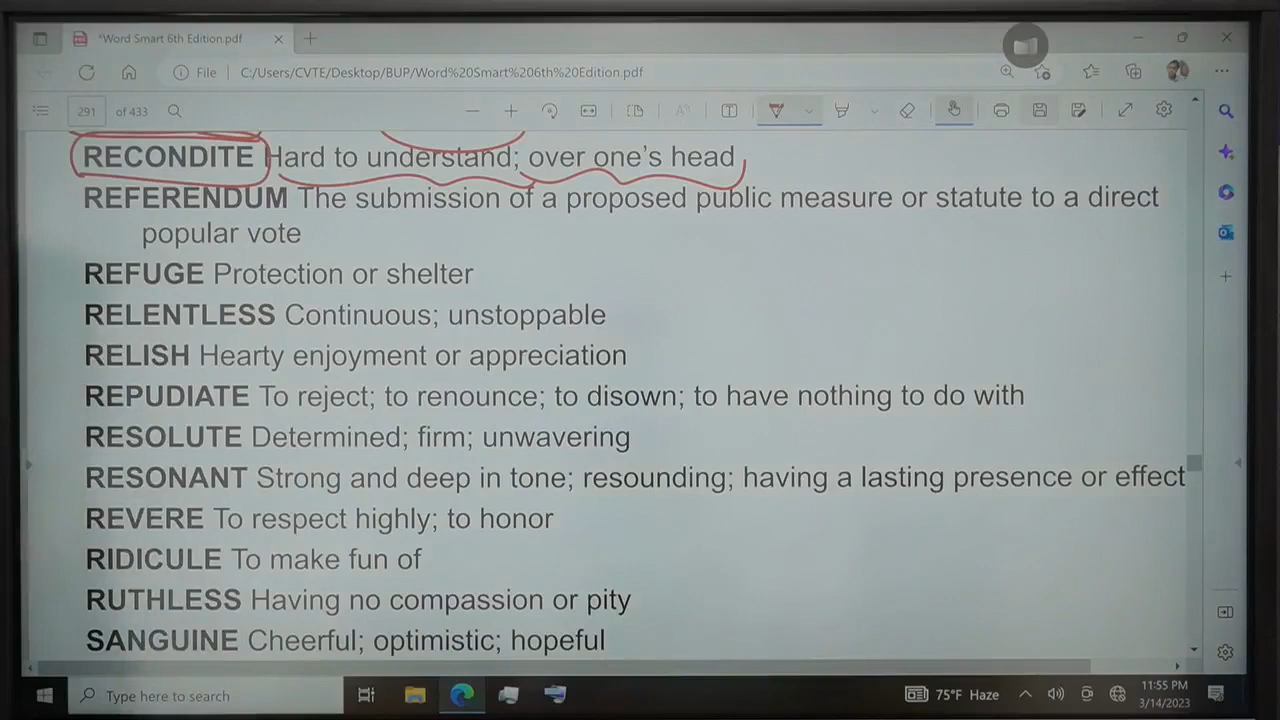 *Word Smart 6th Edition.pdf
File C:/Users/CVTE/Desktop/BUP/Word%20Smart%206th%20Edition.pdf
291 of 433
RECONDITE Hard to understand; over one's head
REFERENDUM The submission of a proposed public measure or statute to a direct
popular vote
REFUGE Protection or shelter
RELENTLESS Continuous; unstoppable
RELISH Hearty enjoyment or appreciation
REPUDIATE To reject; to renounce; to disown; to have nothing to do with
RESOLUTE Determined; firm; unwavering
RESONANT Strong and deep in tone; resounding; having a lasting presence or effect
REVERE To respect highly; to honor
RIDICULE To make fun of
RUTHLESS Having no compassion or pity
SANGUINE Cheerful; optimistic; hopeful
Type here to search
75°F Haze
11:55 PM
3/14/2023